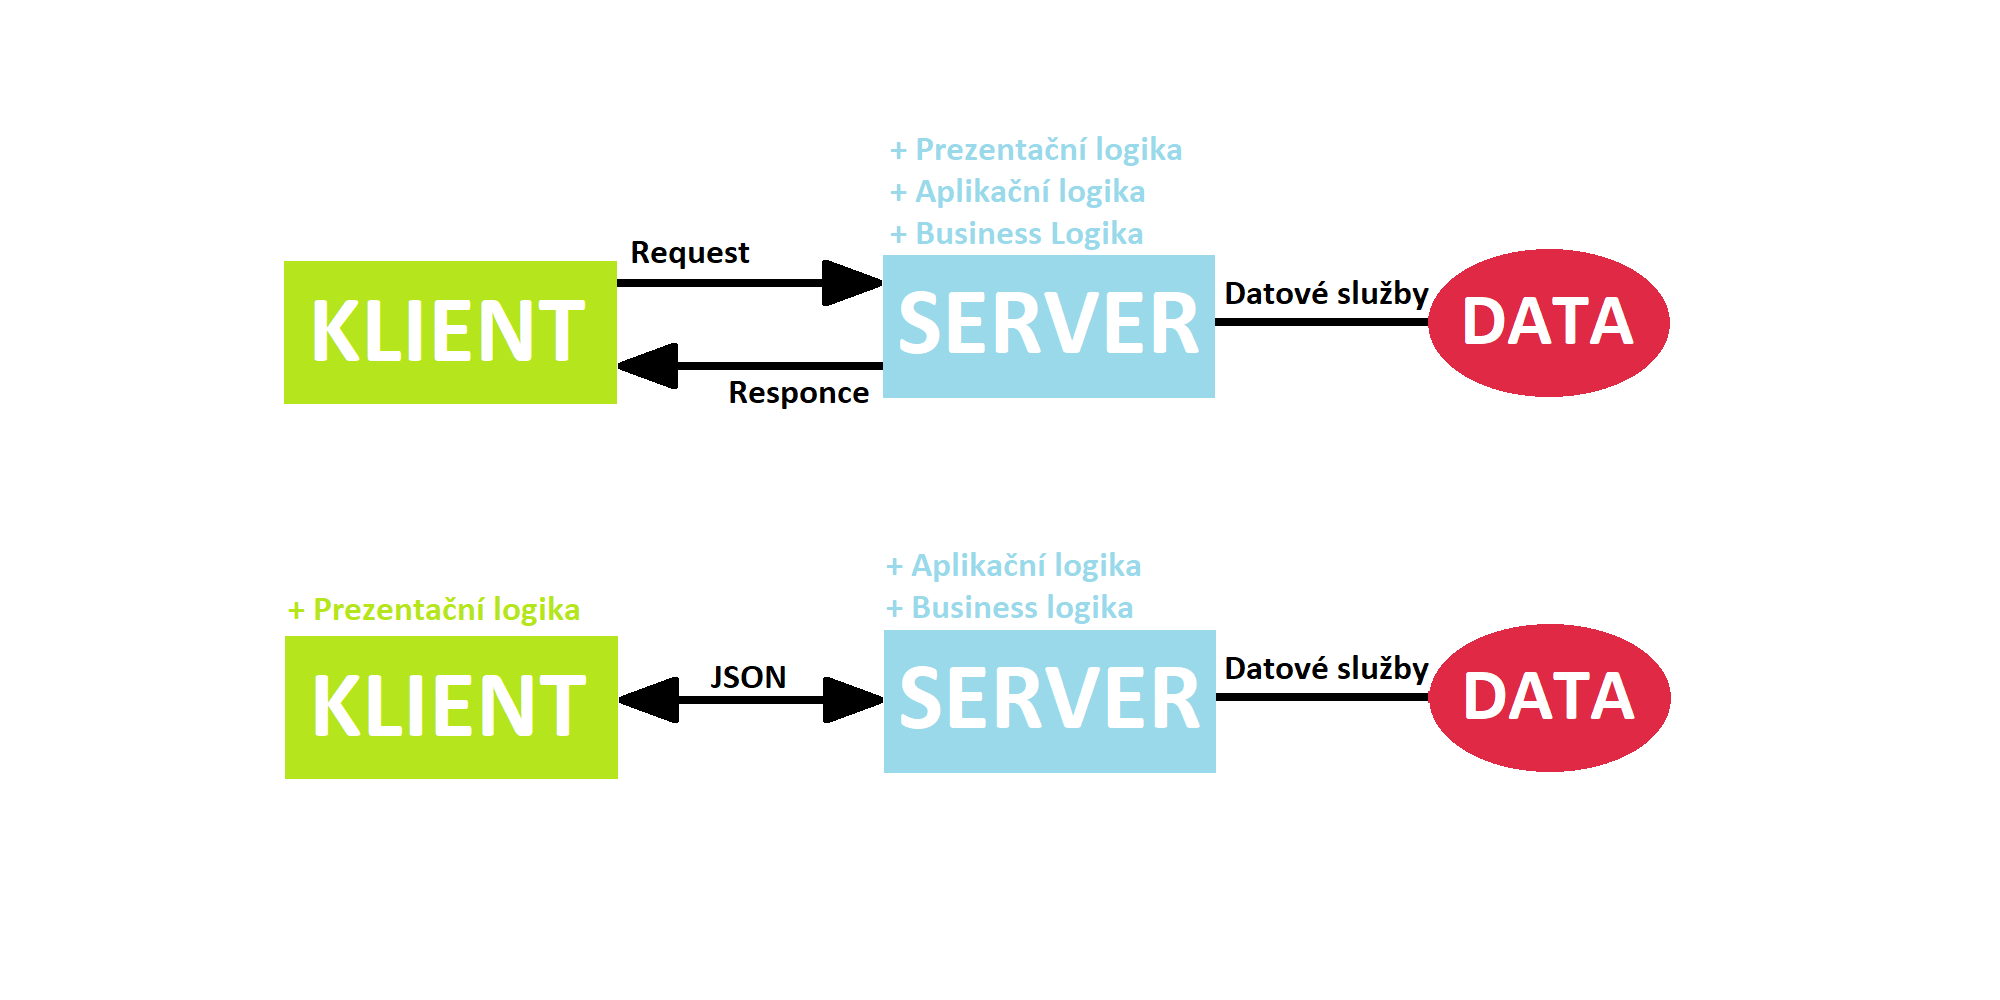 + Prezentační logika
+ Aplikační logika
+ Business Logika
Request
KLIENT
SERVER
Datové služby
DATA
Responce
+ Aplikační logika
+ Business logika
+ Prezentační logika
KLIENT
JSON
SERVER
Datové služby
DATA